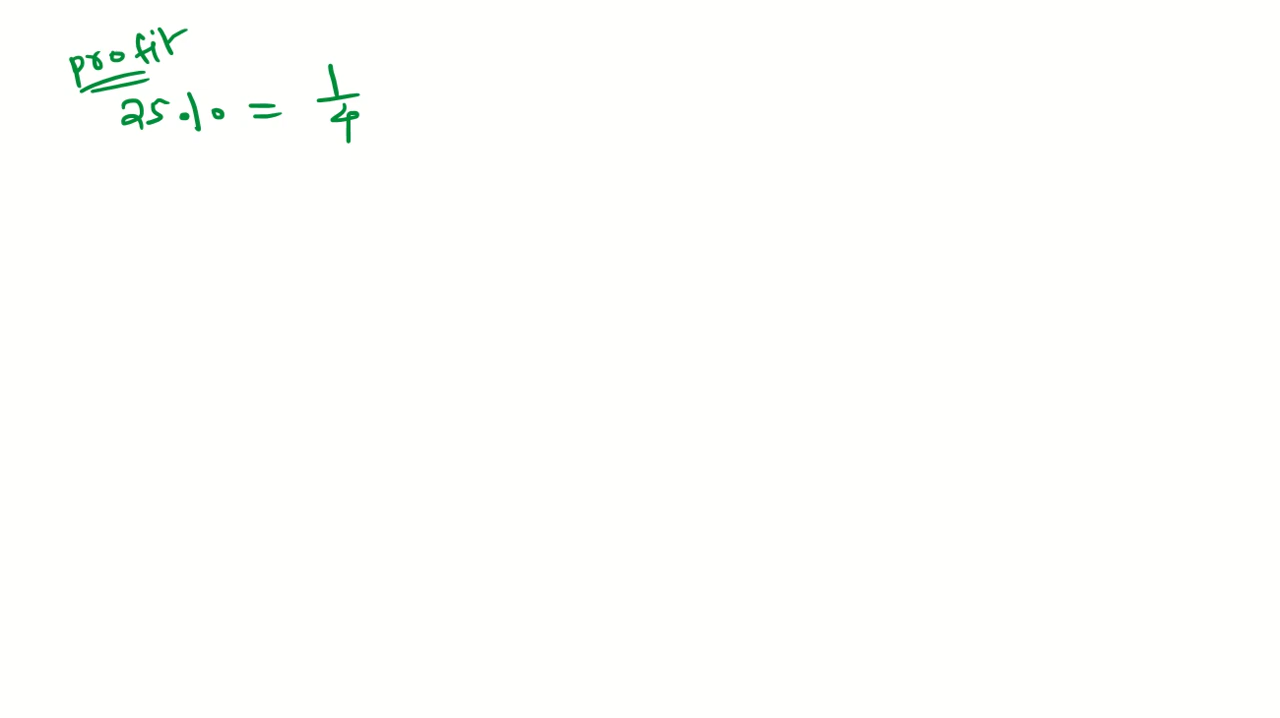 profit
25% = 1/4